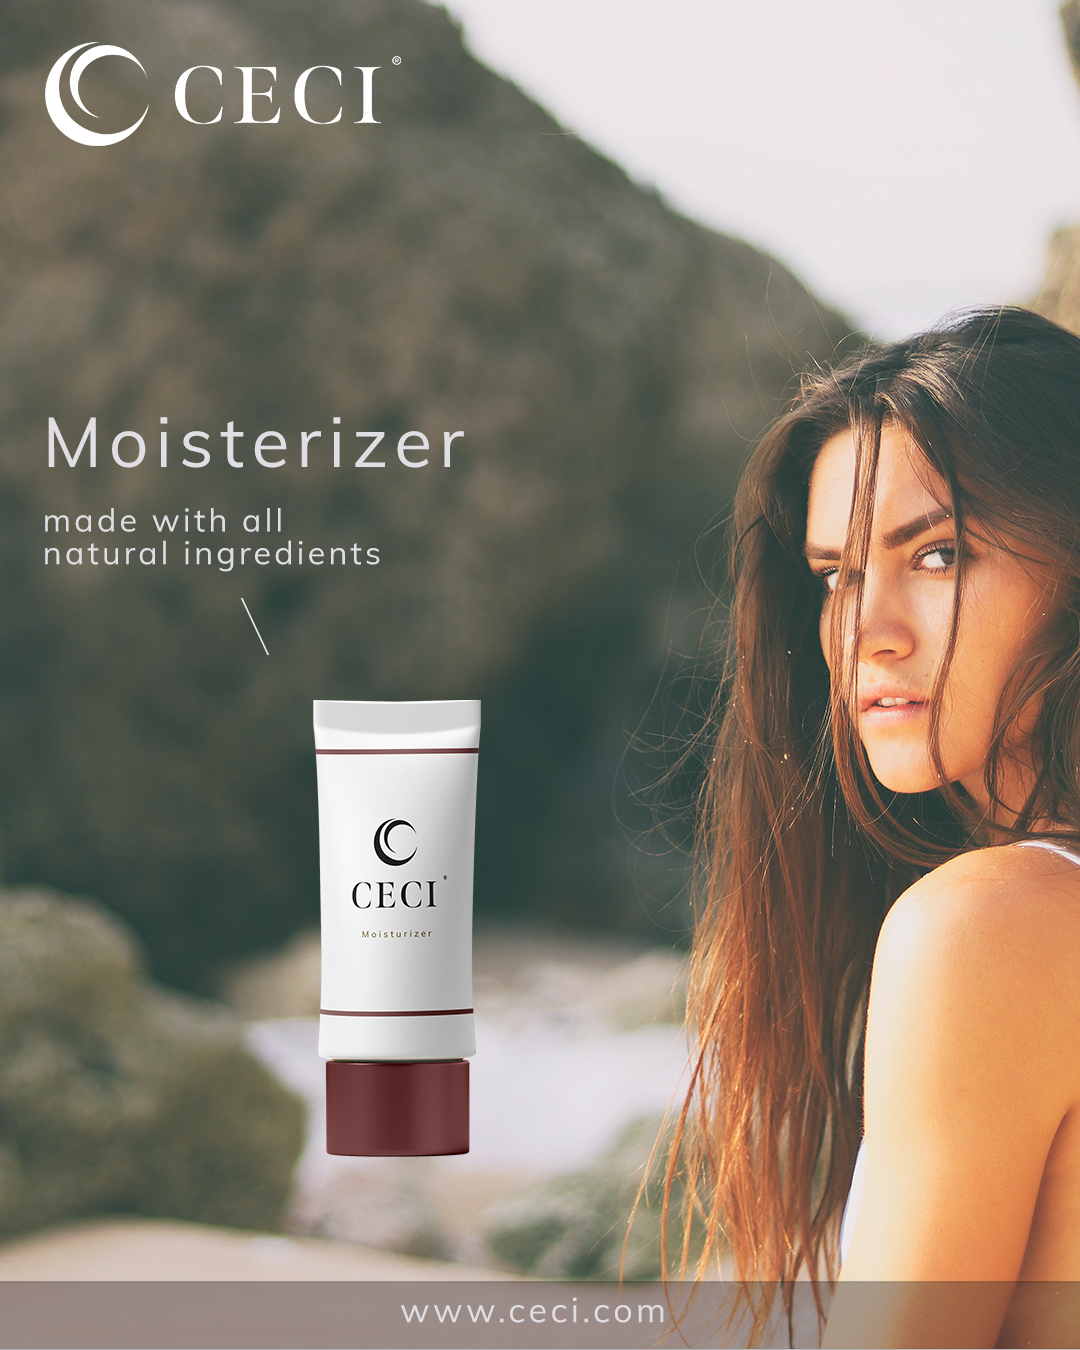 CECI®
Moisterizer
made with all
natural ingredients
CECI®
Moisturizer
www.ceci.com